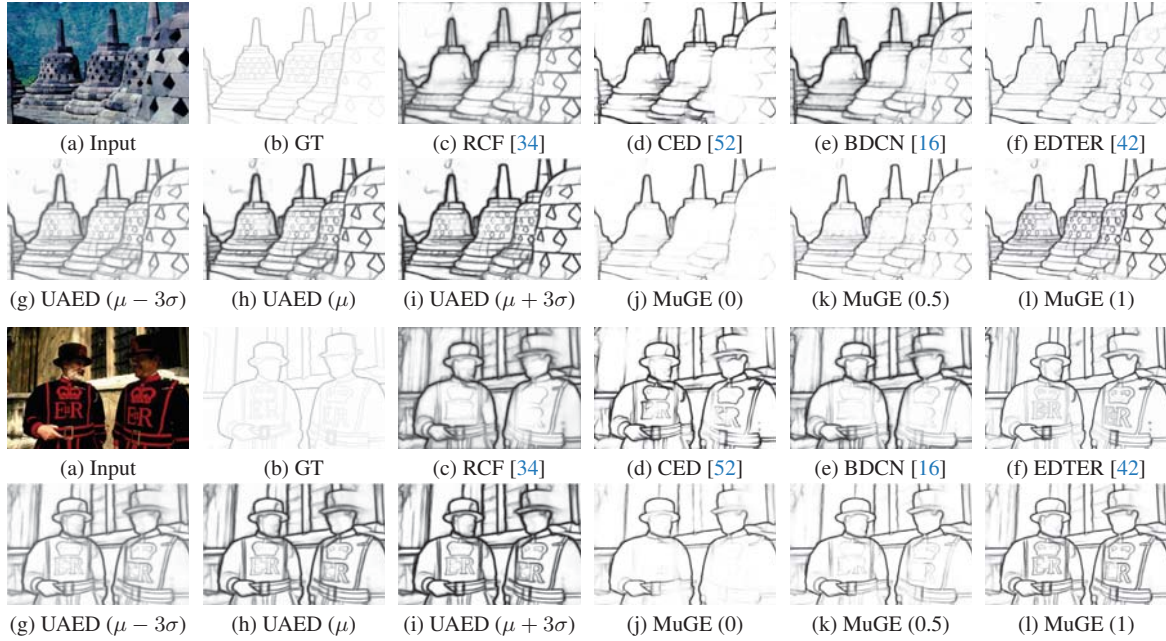 (a) Input (b) GT (c) RCF [34] (d) CED [52] (e) BDCN [16] (f) EDTER [42]
(g) UAED (μ − 3σ) (h) UAED (μ) (i) UAED (μ + 3σ) (j) MuGE (0) (k) MuGE (0.5) (l) MuGE (1)
E R E R
(a) Input (b) GT (c) RCF [34] (d) CED [52] (e) BDCN [16] (f) EDTER [42]
(g) UAED (μ − 3σ) (h) UAED (μ) (i) UAED (μ + 3σ) (j) MuGE (0) (k) MuGE (0.5) (l) MuGE (1)